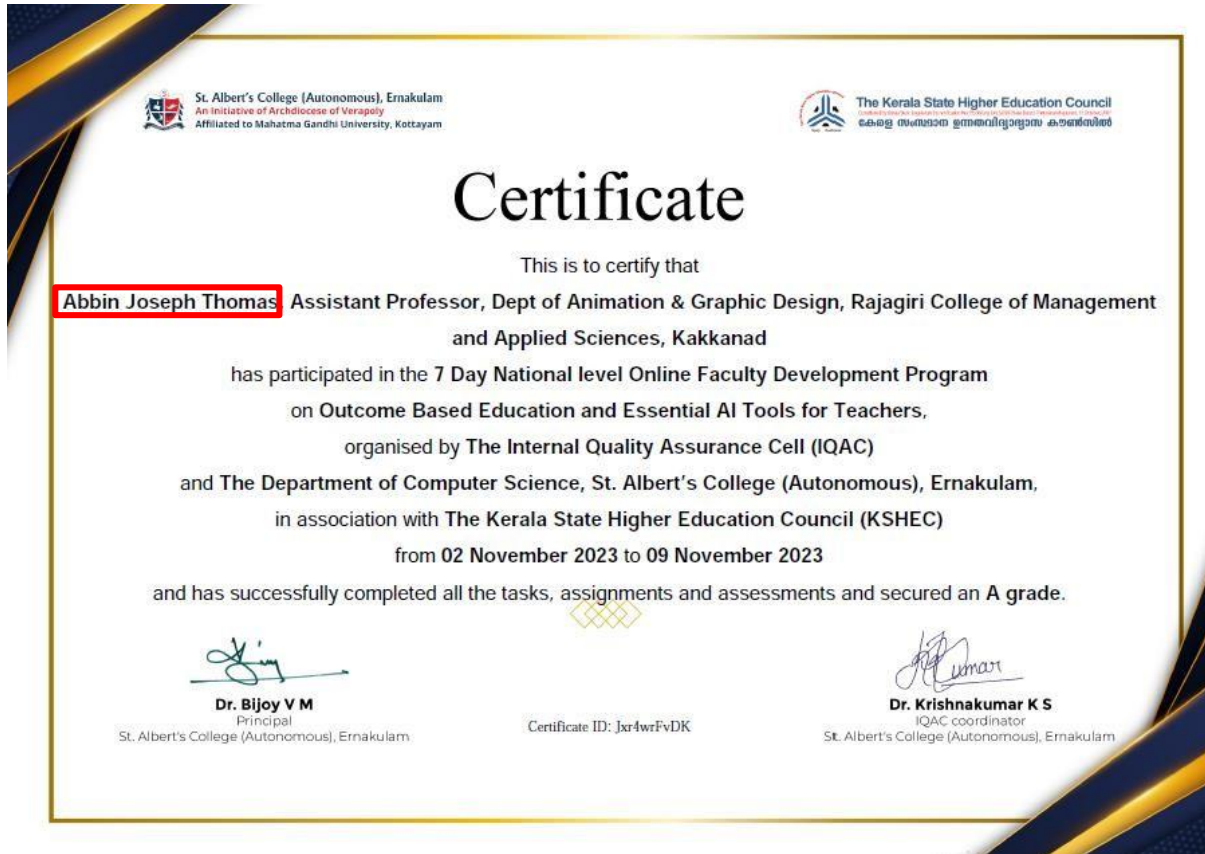 St. Albert's College (Autonomous), Ernakulam
An Initiative of Archdiocese of Verapoly
Affiliated to Mahatma Gandhi University, Kottayam
The Kerala State Higher Education Council
കേരള സംസ്ഥാന ഉന്നതവിദ്യാഭ്യാസ കൗൺസിൽ
Certificate
This is to certify that
Abbin Joseph Thomas, Assistant Professor, Dept of Animation & Graphic Design, Rajagiri College of Management
and Applied Sciences, Kakkanad
has participated in the 7 Day National level Online Faculty Development Program
on Outcome Based Education and Essential AI Tools for Teachers,
organised by The Internal Quality Assurance Cell (IQAC)
and The Department of Computer Science, St. Albert's College (Autonomous), Ernakulam,
in association with The Kerala State Higher Education Council (KSHEC)
from 02 November 2023 to 09 November 2023
and has successfully completed all the tasks, assignments and assessments and secured an A grade.
Dr. Bijoy V M
Principal
St. Albert's College (Autonomous), Ernakulam
Certificate ID: Jxr4wrFvDK
Dr. Krishnakumar K S
IQAC coordinator
St. Albert's College (Autonomous), Ernakulam